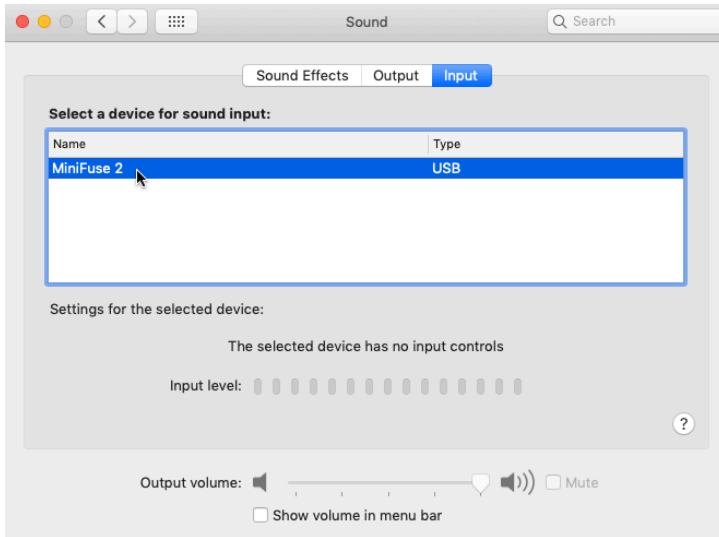 Sound
Search
Sound Effects Output Input
Select a device for sound input:
Name Type
MiniFuse 2 USB
Settings for the selected device:
The selected device has no input controls
Input level:
?
Output volume: Mute
Show volume in menu bar